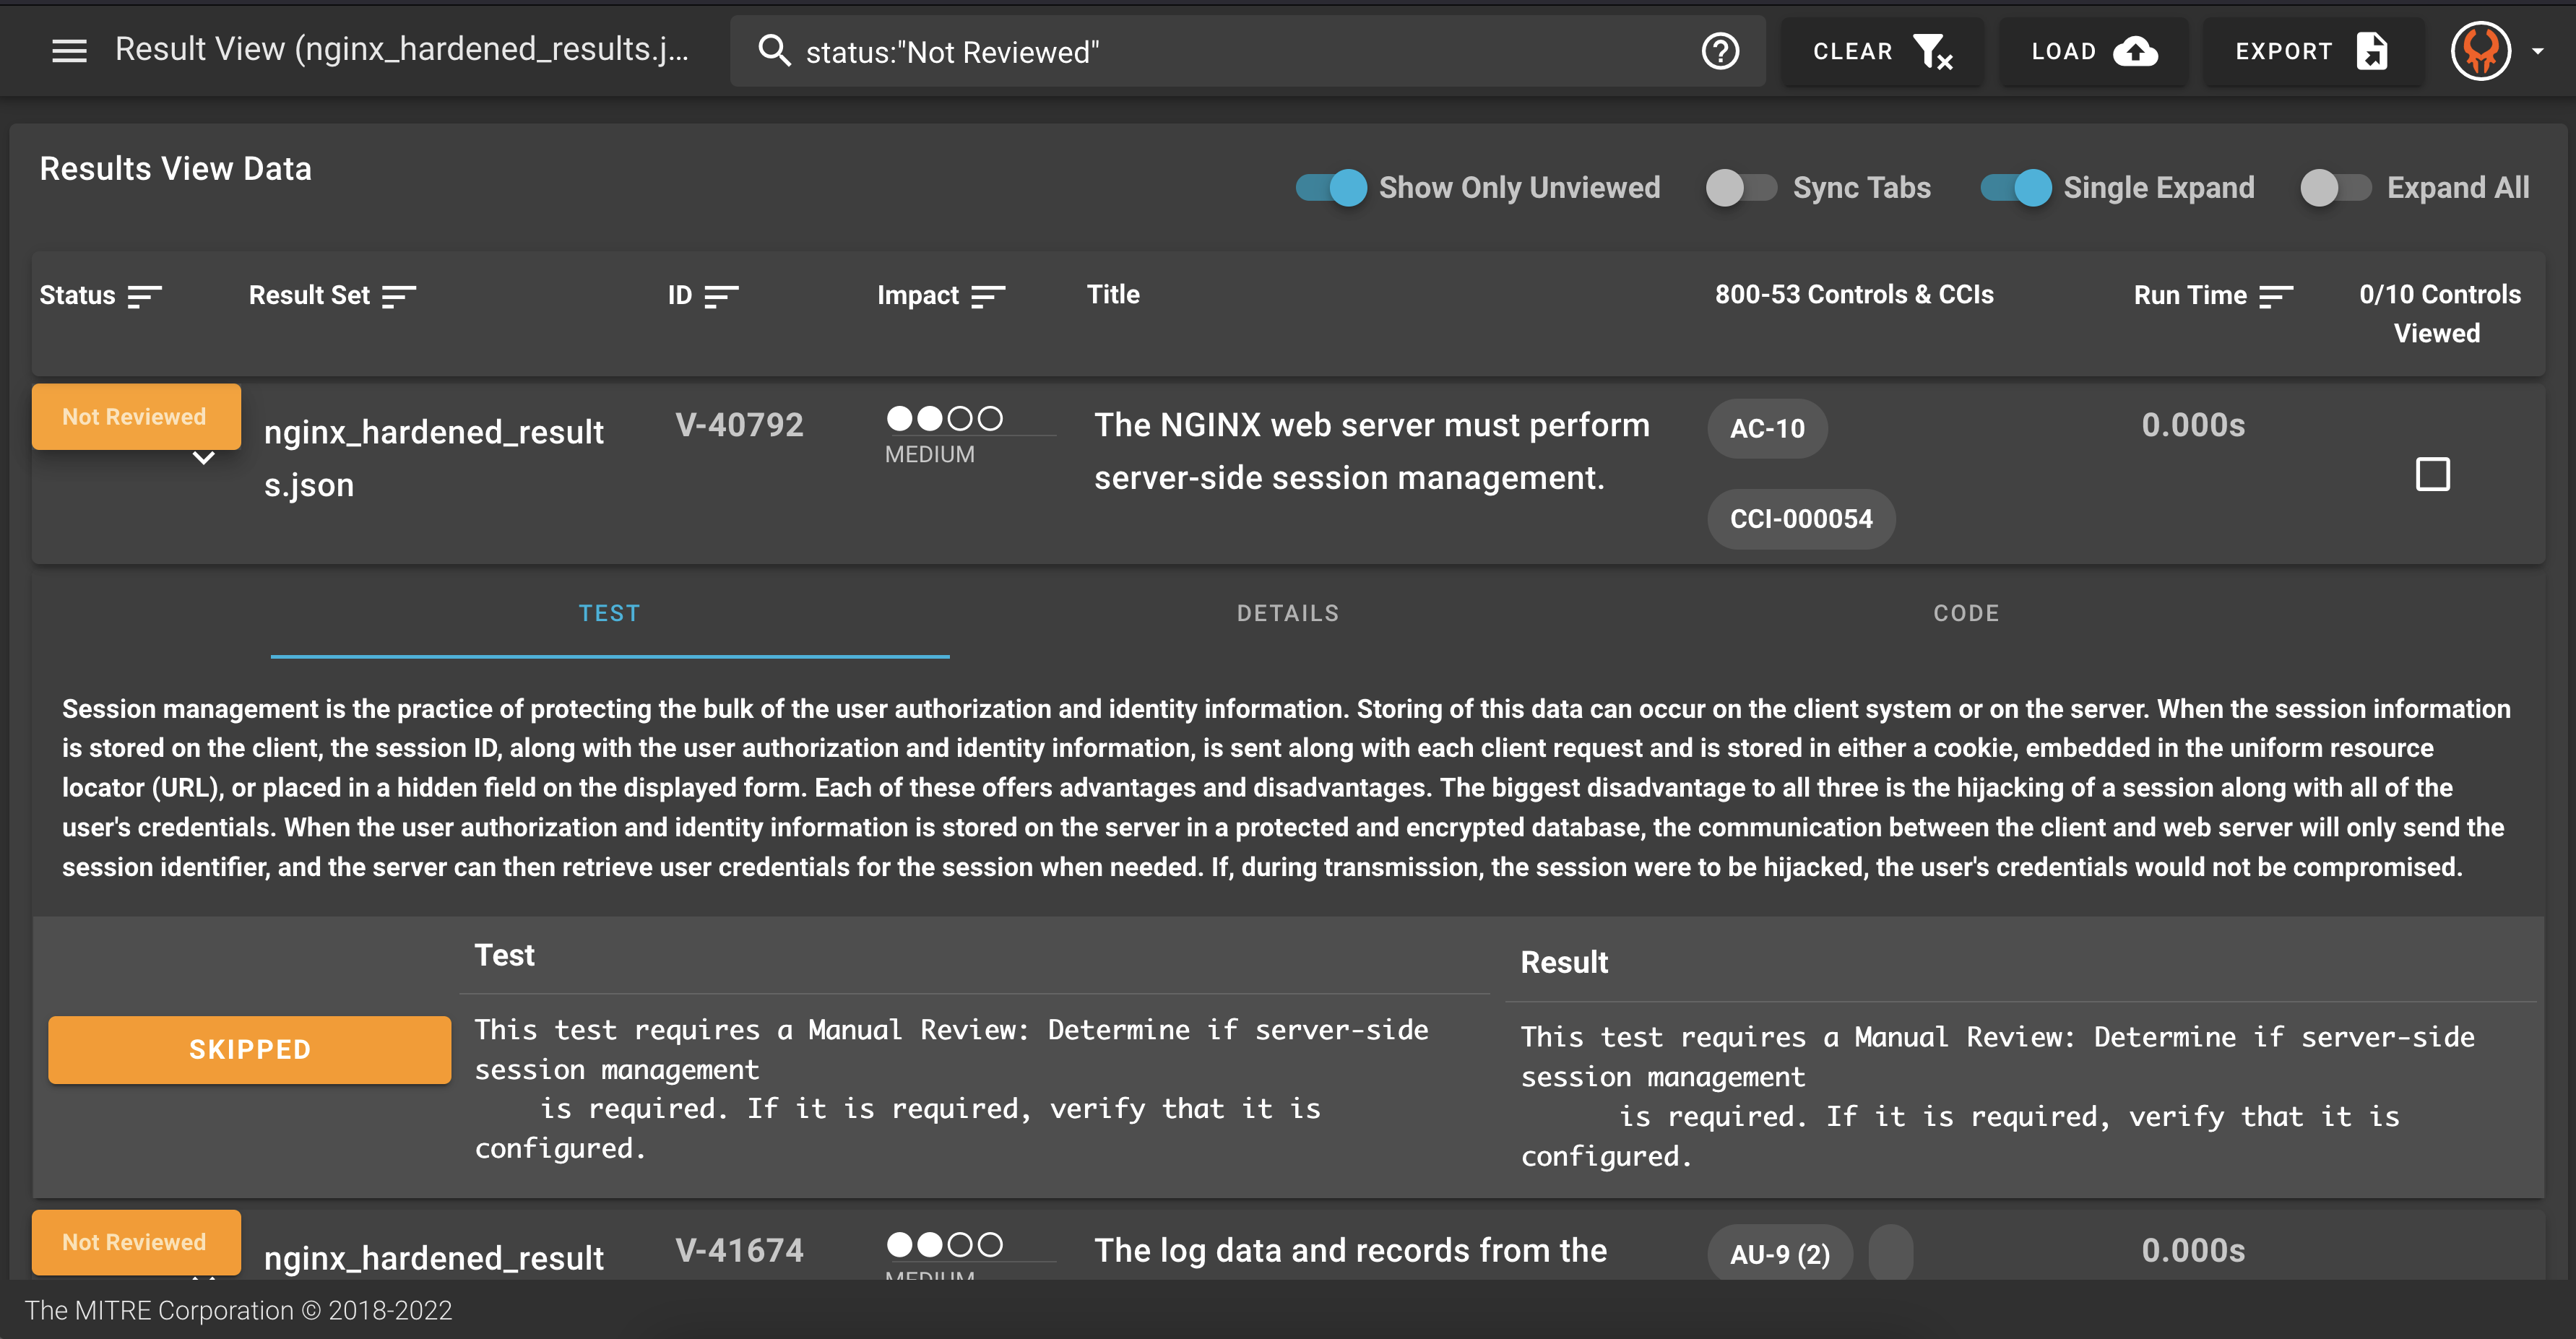 Result View (nginx_hardened_results.j...
status:"Not Reviewed"
CLEAR
LOAD
EXPORT
Results View Data
Show Only Unviewed
Sync Tabs
Single Expand
Expand All
Status
Result Set
ID
Impact
Title
800-53 Controls & CCIs
Run Time
0/10 Controls
Viewed
Not Reviewed
nginx_hardened_result
s.json
V-40792
MEDIUM
The NGINX web server must perform
server-side session management.
AC-10
CCI-000054
0.000s
TEST
DETAILS
CODE
Session management is the practice of protecting the bulk of the user authorization and identity information. Storing of this data can occur on the client system or on the server. When the session information
is stored on the client, the session ID, along with the user authorization and identity information, is sent along with each client request and is stored in either a cookie, embedded in the uniform resource
locator (URL), or placed in a hidden field on the displayed form. Each of these offers advantages and disadvantages. The biggest disadvantage to all three is the hijacking of a session along with all of the
user's credentials. When the user authorization and identity information is stored on the server in a protected and encrypted database, the communication between the client and web server will only send the
session identifier, and the server can then retrieve user credentials for the session when needed. If, during transmission, the session were to be hijacked, the user's credentials would not be compromised.
SKIPPED
Test
This test requires a Manual Review: Determine if server-side
session management
is required. If it is required, verify that it is
configured.
Result
This test requires a Manual Review: Determine if server-side
session management
is required. If it is required, verify that it is
configured.
Not Reviewed
nginx_hardened_result
V-41674
MEDIUM
The log data and records from the
AU-9 (2)
0.000s
The MITRE Corporation © 2018-2022